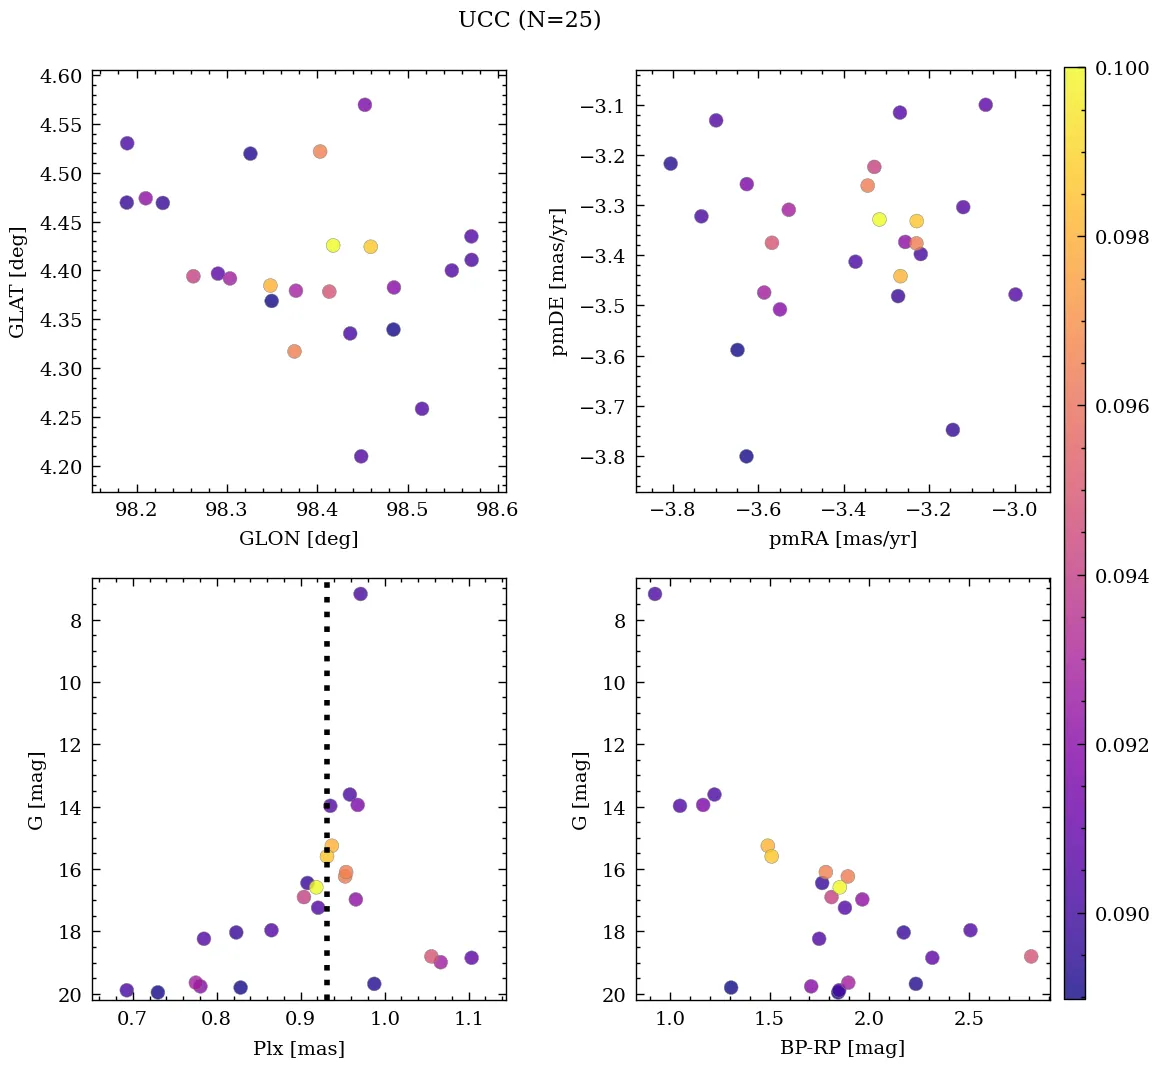 UCC (N=25)
4.60
4.55
4.50
4.45
4.40
4.35
4.30
4.25
4.20
GLAT [deg]
98.2 98.3 98.4 98.5 98.6
GLON [deg]
−3.1
−3.2
−3.3
−3.4
−3.5
−3.6
−3.7
−3.8
pmDE [mas/yr]
−3.8 −3.6 −3.4 −3.2 −3.0
pmRA [mas/yr]
8
10
12
14
16
18
20
G [mag]
0.7 0.8 0.9 1.0 1.1
Plx [mas]
8
10
12
14
16
18
20
G [mag]
1.0 1.5 2.0 2.5
BP-RP [mag]
0.100
0.098
0.096
0.094
0.092
0.090